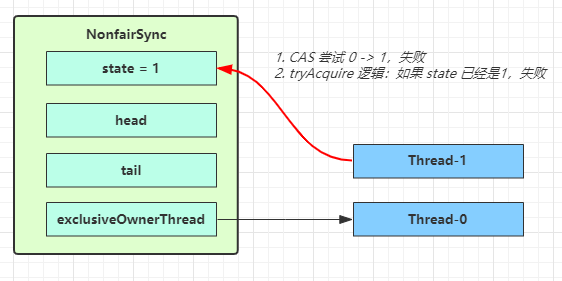 NonfairSync
state = 1
head
tail
exclusiveOwnerThread
1. CAS 尝试 0 -> 1，失败
2. tryAcquire 逻辑：如果 state 已经是1，失败
Thread-1
Thread-0